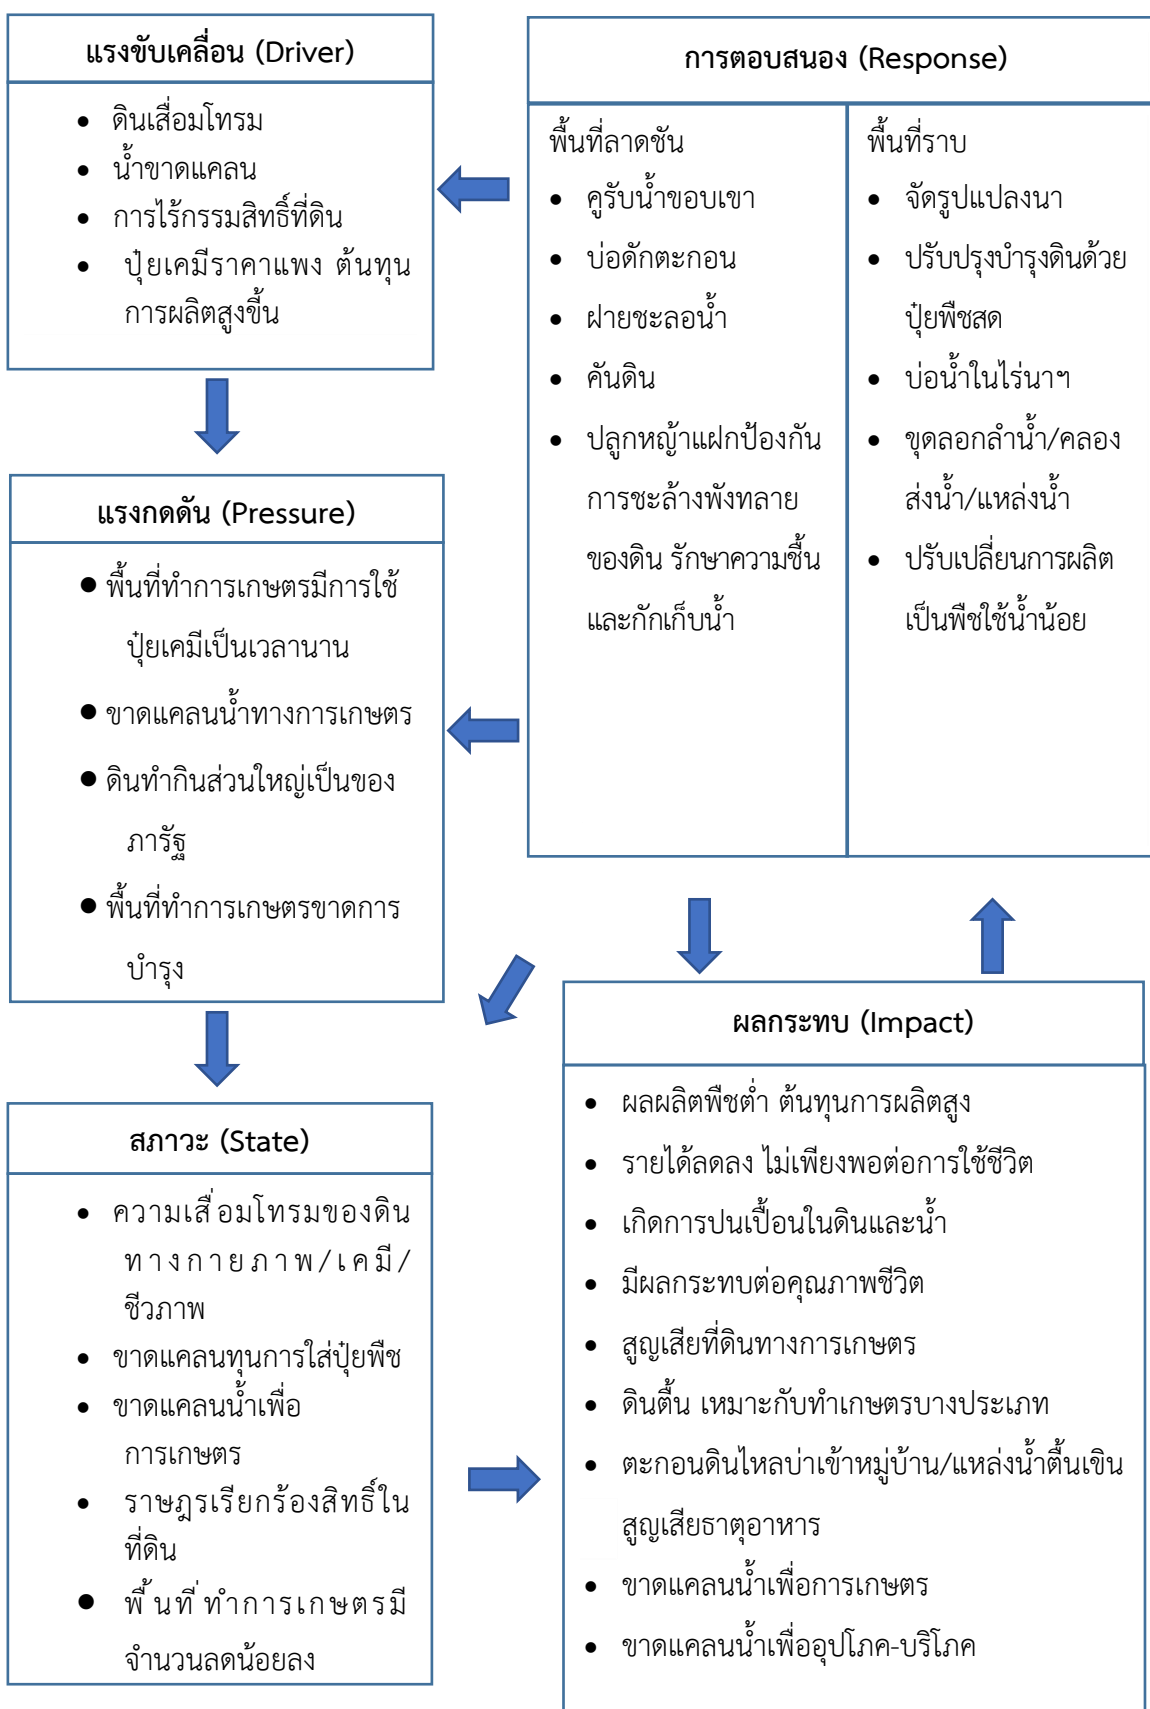 แรงขับเคลื่อน (Driver)
• ดินเสื่อมโทรม
• น้ำขาดแคลน
• การไร้กรรมสิทธิ์ที่ดิน
• ปุ๋ยเคมีราคาแพง ต้นทุน
การผลิตสูงขึ้น
การตอบสนอง (Response)
พื้นที่ลาดชัน
• คูรับน้ำขอบเขา
• บ่อดักตะกอน
• ฝายชะลอน้ำ
• คันดิน
• ปลูกหญ้าแฝกป้องกัน
การชะล้างพังทลาย
ของดิน รักษาความชื้น
และกักเก็บน้ำ
พื้นที่ราบ
• จัดรูปแปลงนา
• ปรับปรุงบำรุงดินด้วย
ปุ๋ยพืชสด
• บ่อน้ำในไร่นาฯ
• ขุดลอกลำน้ำ/คลอง
ส่งน้ำ/แหล่งน้ำ
• ปรับเปลี่ยนการผลิต
เป็นพืชใช้น้ำน้อย
แรงกดดัน (Pressure)
• พื้นที่ทำการเกษตรมีการใช้
ปุ๋ยเคมีเป็นเวลานาน
• ขาดแคลนน้ำทางการเกษตร
• ดินทำกินส่วนใหญ่เป็นของ
ภารัฐ
• พื้นที่ทำการเกษตรขาดการ
บำรุง
สภาวะ (State)
• ความเสื่อมโทรมของดิน
ทางกายภาพ/เคมี/
ชีวภาพ
• ขาดแคลนทุนการใส่ปุ๋ยพืช
• ขาดแคลนน้ำเพื่อ
การเกษตร
• ราษฎรเรียกร้องสิทธิ์ใน
ที่ดิน
• พื้นที่ทำการเกษตรมี
จำนวนลดน้อยลง
ผลกระทบ (Impact)
• ผลผลิตพืชต่ำ ต้นทุนการผลิตสูง
• รายได้ลดลง ไม่เพียงพอต่อการใช้ชีวิต
• เกิดการปนเปื้อนในดินและน้ำ
• มีผลกระทบต่อคุณภาพชีวิต
• สูญเสียที่ดินทางการเกษตร
• ดินตื้น เหมาะกับทำเกษตรบางประเภท
• ตะกอนดินไหลบ่าเข้าหมู่บ้าน/แหล่งน้ำตื้นเขิน
สูญเสียธาตุอาหาร
• ขาดแคลนน้ำเพื่อการเกษตร
• ขาดแคลนน้ำเพื่ออุปโภค-บริโภค